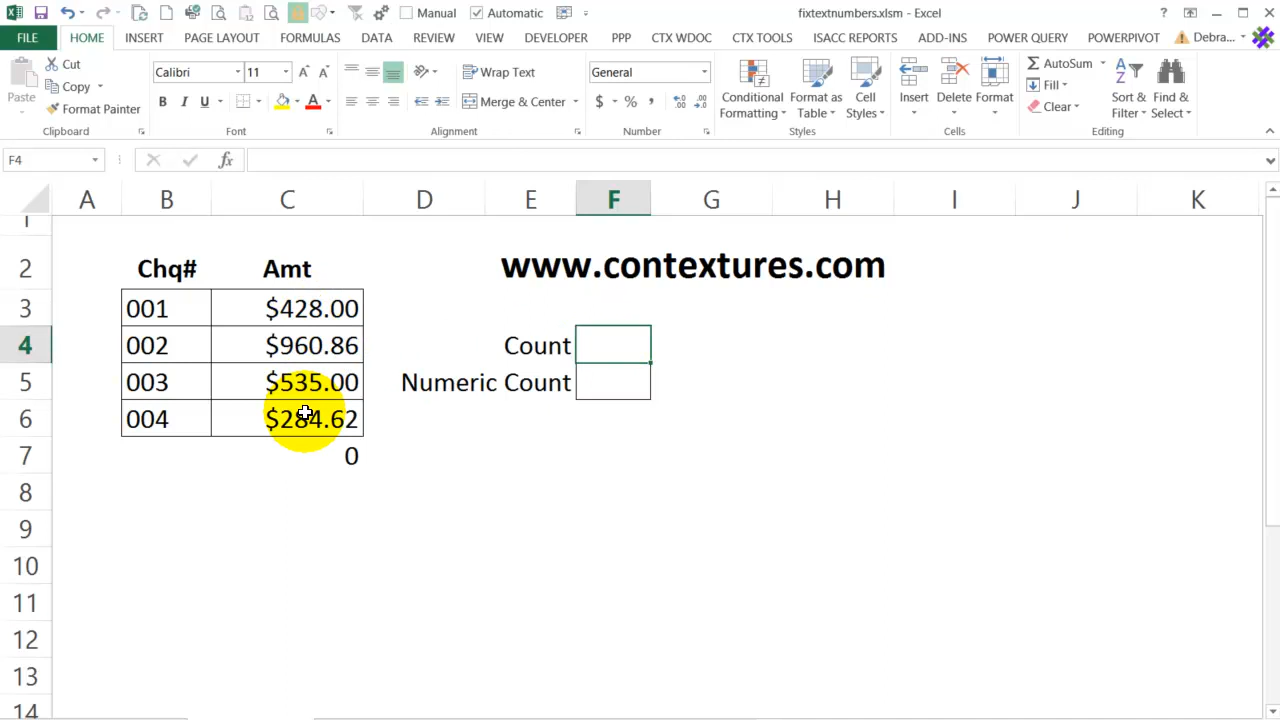 Manual
Automatic
fixtextnumbers.xlsm - Excel
?
FILE HOME INSERT PAGE LAYOUT FORMULAS DATA REVIEW VIEW DEVELOPER PPP CTX WDOC CTX TOOLS ISACC REPORTS ADD-INS POWER QUERY POWERPIVOT Debra...
Paste
Cut
Copy
Format Painter
Clipboard
Calibri 11
B I U
Font
Wrap Text
Merge & Center
Alignment
General
$ % ,
Number
Conditional Formatting
Format as Table
Cell Styles
Styles
Insert Delete Format
Cells
AutoSum
Fill
Clear
Sort & Filter
Find & Select
Editing
F4 fx
A B C D E F G H I J K
1
2 Chq# Amt www.contextures.com
3 001 $428.00
4 002 $960.86 Count
5 003 $535.00 Numeric Count
6 004 $284.62
7 0
8
9
10
11
12
13
14